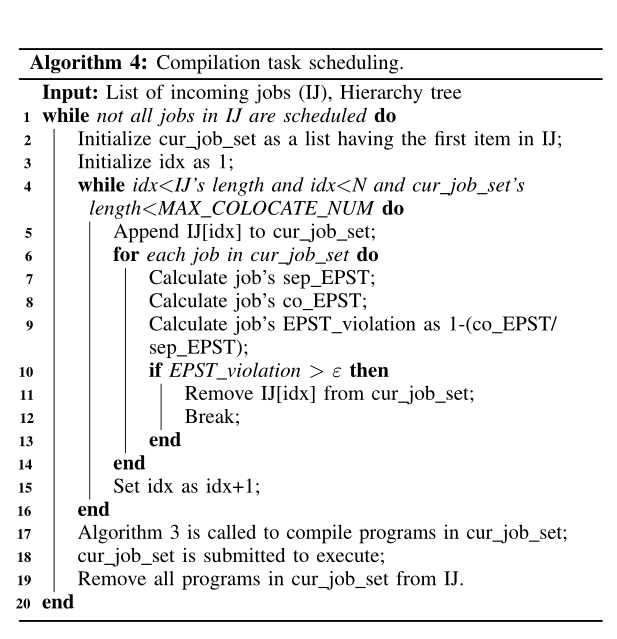 Algorithm 4: Compilation task scheduling.
Input: List of incoming jobs (IJ), Hierarchy tree
1 while not all jobs in IJ are scheduled do
2 Initialize cur_job_set as a list having the first item in IJ;
3 Initialize idx as 1;
4 while idx<IJ's length and idx<N and cur_job_set's
length<MAX_COLOCATE_NUM do
5 Append IJ[idx] to cur_job_set;
6 for each job in cur_job_set do
7 Calculate job's sep_EPST;
8 Calculate job's co_EPST;
9 Calculate job's EPST_violation as 1-(co_EPST/
sep_EPST);
10 if EPST_violation > ε then
11 Remove IJ[idx] from cur_job_set;
12 Break;
13 end
14 end
15 Set idx as idx+1;
16 end
17 Algorithm 3 is called to compile programs in cur_job_set;
18 cur_job_set is submitted to execute;
19 Remove all programs in cur_job_set from IJ.
20 end